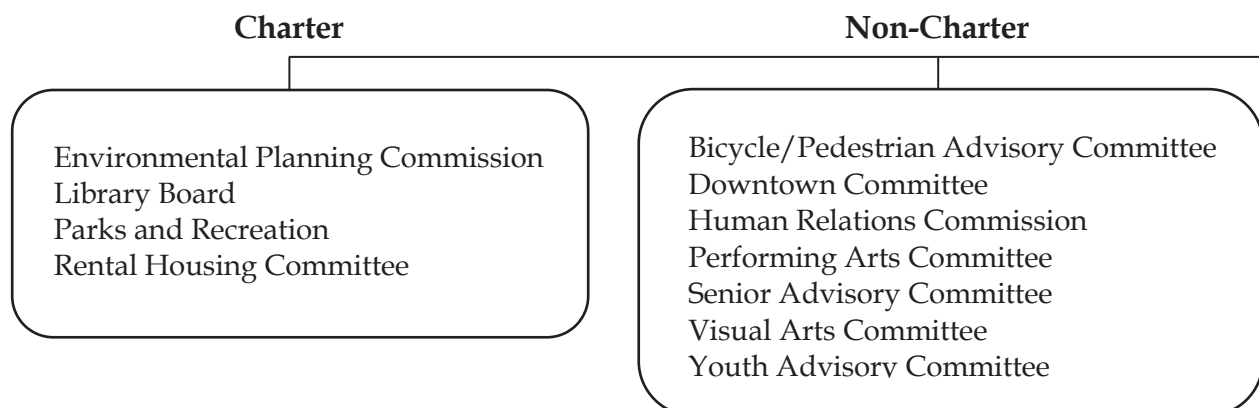 Charter
Environmental Planning Commission
Library Board
Parks and Recreation
Rental Housing Committee
Non-Charter
Bicycle/Pedestrian Advisory Committee
Downtown Committee
Human Relations Commission
Performing Arts Committee
Senior Advisory Committee
Visual Arts Committee
Youth Advisory Committee